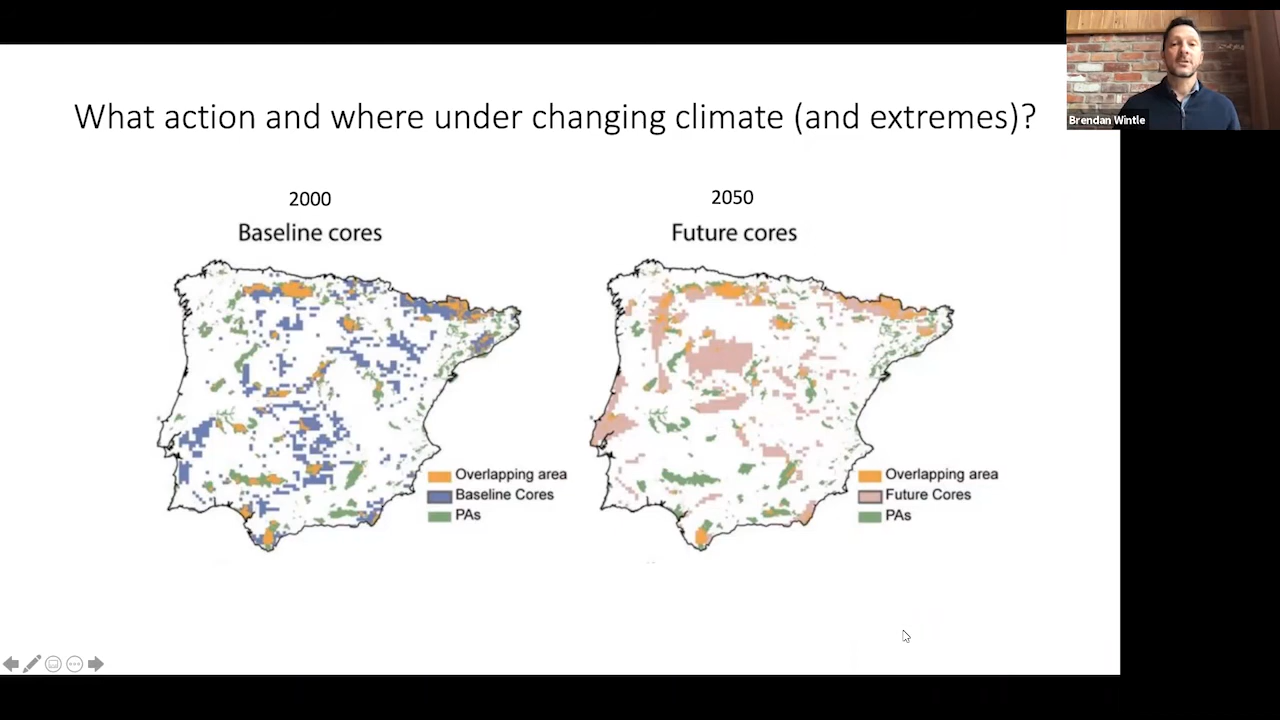 Brendan Wintle
What action and where under changing climate (and extremes)?
2000
Baseline cores
Overlapping area
Baseline Cores
PAs
2050
Future cores
Overlapping area
Future Cores
PAs